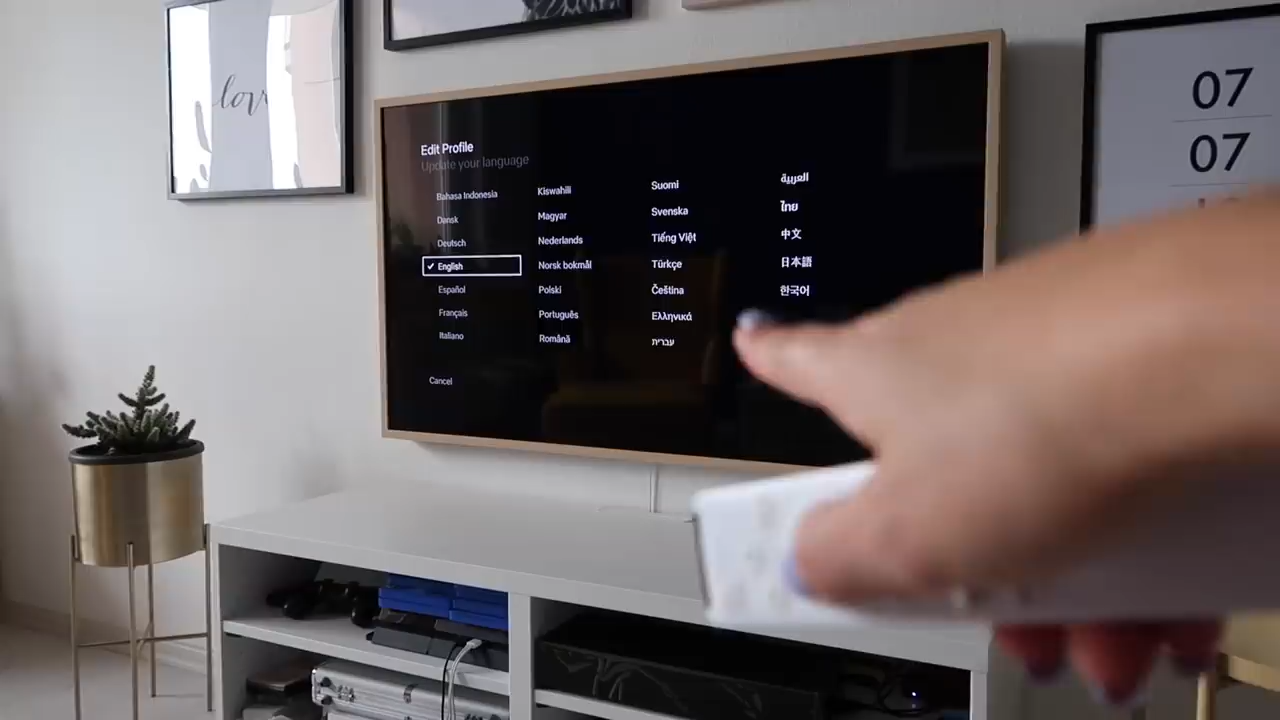 love
07
07
Edit Profile
Update your language
Bahasa Indonesia
Dansk
Deutsch
English
Español
Français
Italiano
Cancel
Kiswahili
Magyar
Nederlands
Norsk bokmål
Polski
Português
Română
Suomi
Svenska
Tiếng Việt
Türkçe
Čeština
Ελληνικά
עברית
العربية
ไทย
中文
日本語
한국어